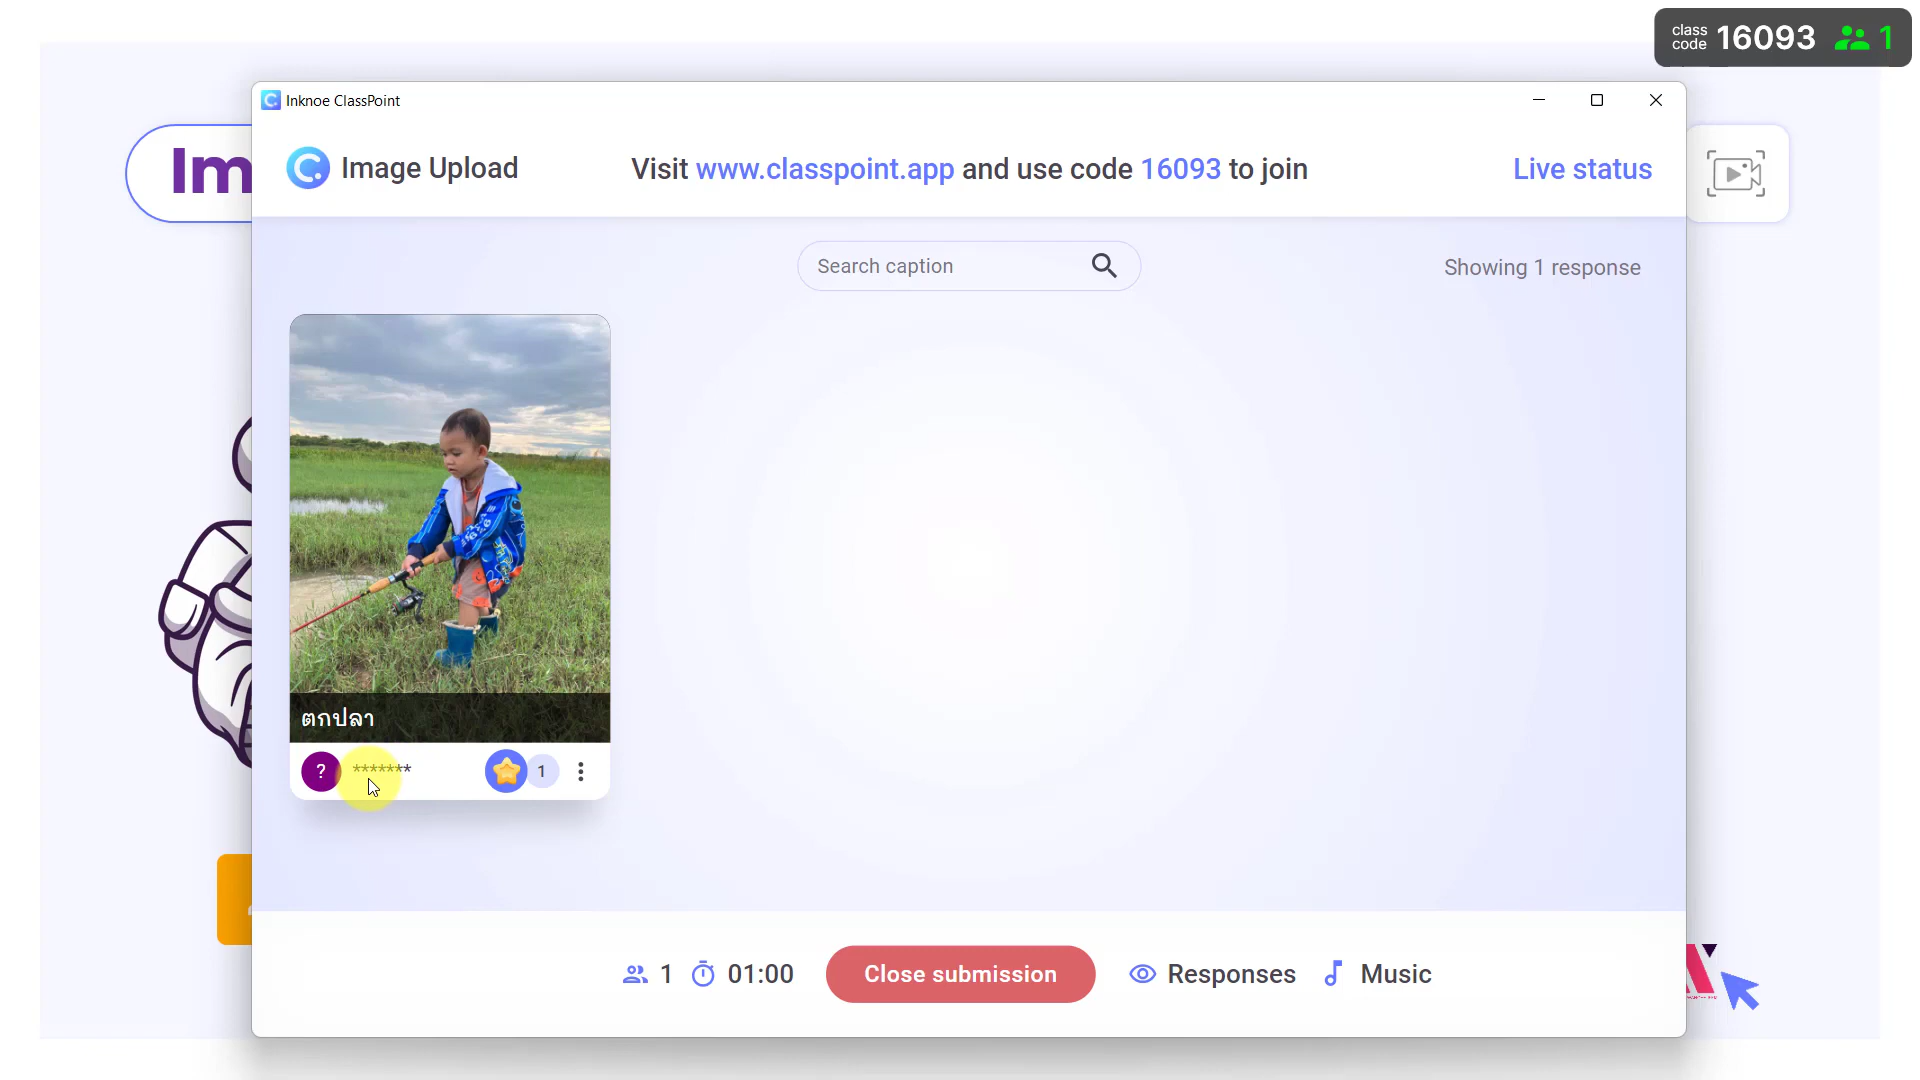 class code 16093 1
Inknoe ClassPoint
Im
Image Upload
Visit www.classpoint.app and use code 16093 to join
Live status
Search caption
Showing 1 response
ตกปลา
? ******* 1
1 01:00 Close submission Responses Music